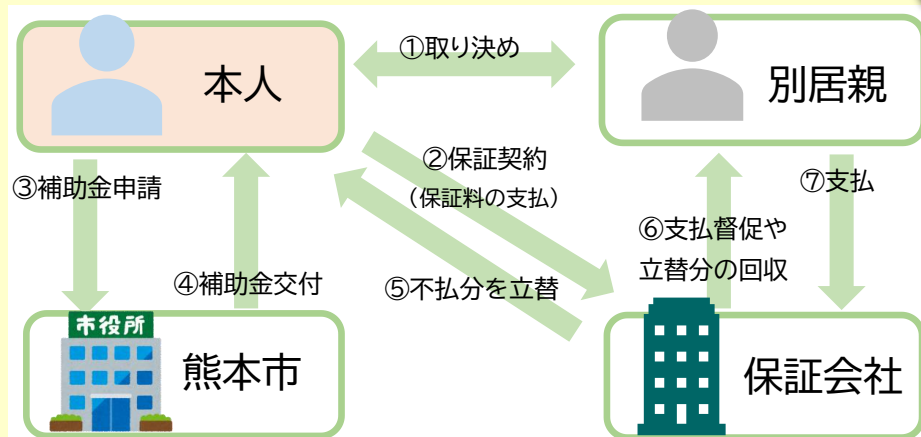 本人
①取り決め
別居親
③補助金申請
②保証契約
（保証料の支払）
⑦支払
④補助金交付
⑤不払分を立替
⑥支払督促や
立替分の回収
市役所
熊本市
保証会社